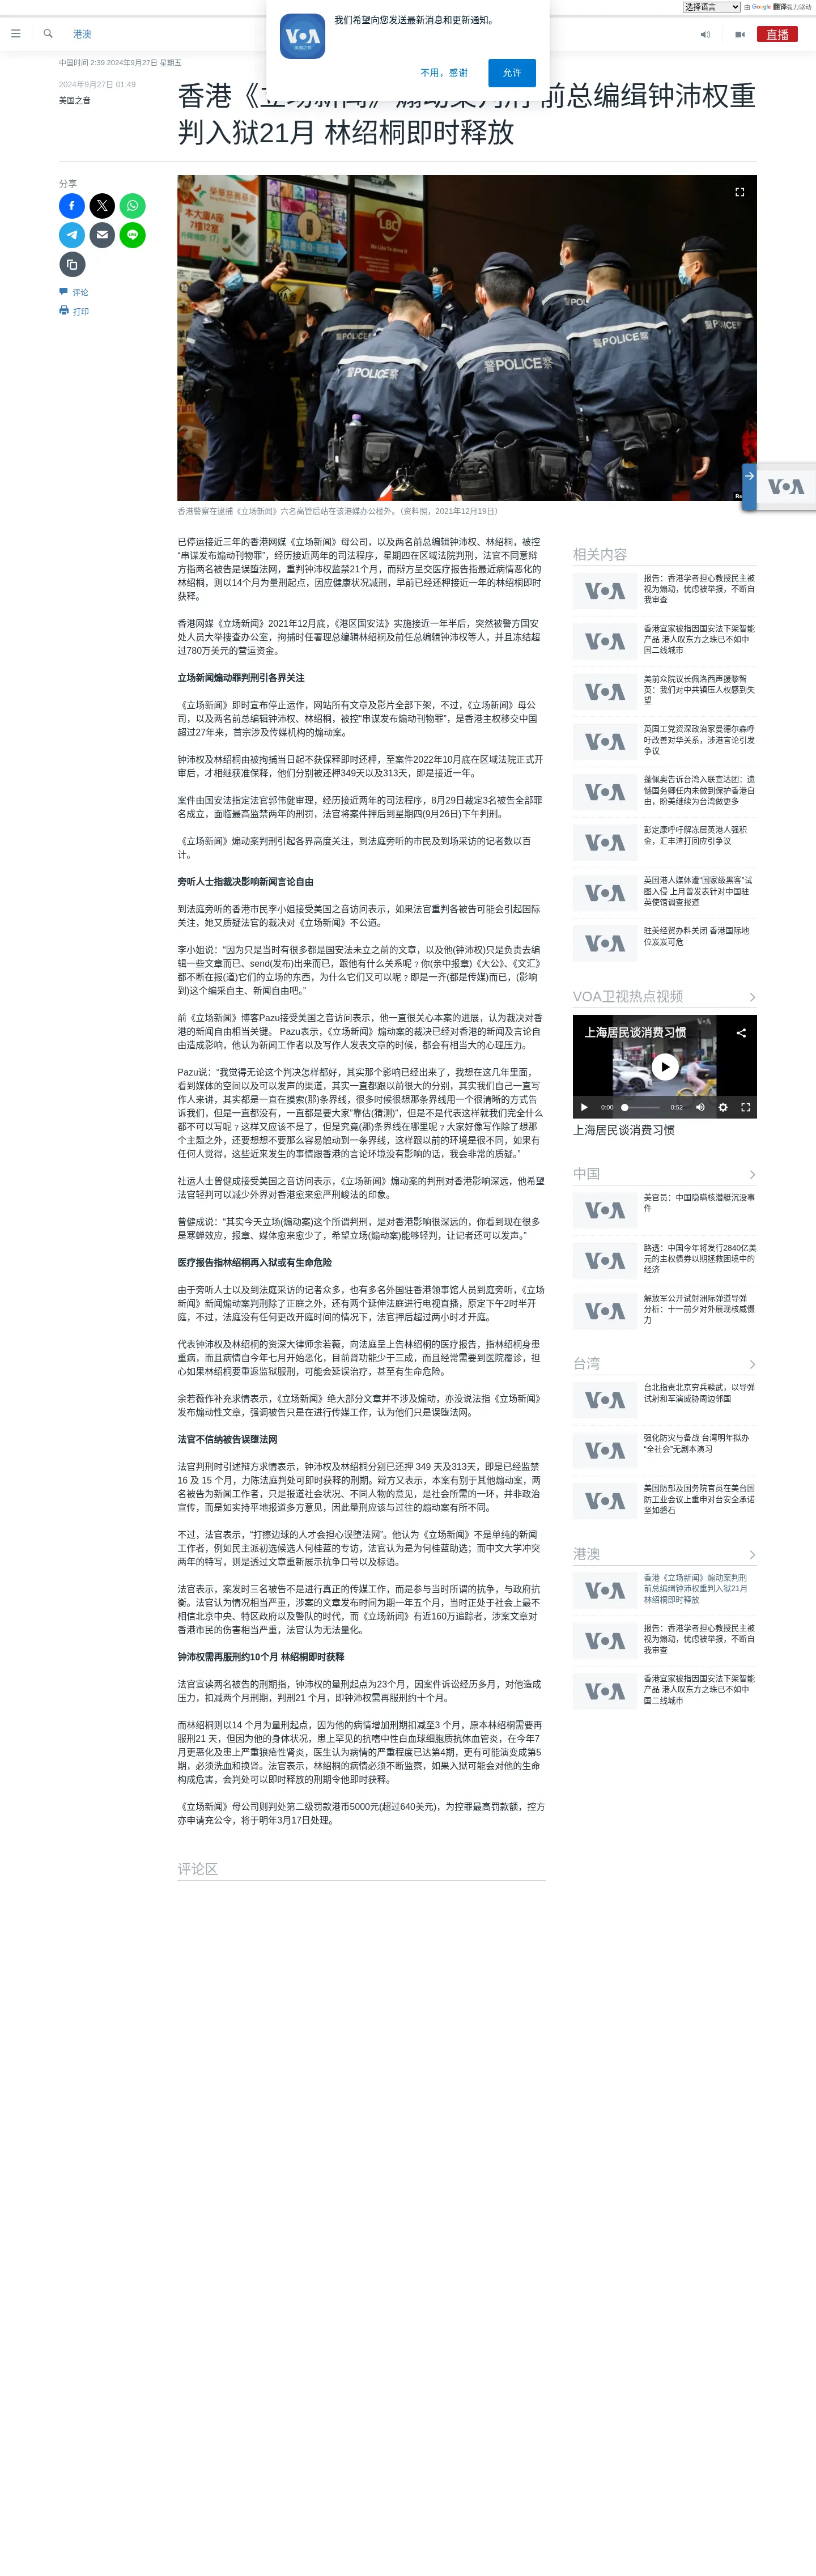 选择语言
由 Google 翻译强力驱动
港澳
直播
我们希望向您发送最新消息和更新通知。
VOA
美国之音
不用，感谢
允许
中国时间 2:39 2024年9月27日 星期五
2024年9月27日 01:49
美国之音
前总编缉钟沛权重
判入狱21月 林绍桐即时释放
分享
评论
打印
警察 POLICE
警察 POLICE
警察 POLICE
LBC
本大廈A座
7樓12室
香港警察在逮捕《立场新闻》六名高管后站在该港媒办公楼外。（资料照，2021年12月19日）
已停运接近三年的香港网媒《立场新闻》母公司，以及两名前总编辑钟沛权、林绍桐，被控
“串谋发布煽动刊物罪”，经历接近两年的司法程序，星期四在区域法院判刑，法官不同意辩
方指两名被告是误堕法网，重判钟沛权监禁21个月，而辩方呈交医疗报告指最近病情恶化的
林绍桐，则以14个月为量刑起点，因应健康状况减刑，早前已经还柙接近一年的林绍桐即时
获释。
香港网媒《立场新闻》2021年12月底，《港区国安法》实施接近一年半后，突然被警方国安
处人员大举搜查办公室，拘捕时任署理总编辑林绍桐及前任总编辑钟沛权等人，并且冻结超
过780万美元的营运资金。
立场新闻煽动罪判刑引各界关注
《立场新闻》即时宣布停止运作，网站所有文章及影片全部下架，不过，《立场新闻》母公
司，以及两名前总编辑钟沛权、林绍桐，被控“串谋发布煽动刊物罪”，是香港主权移交中国
超过27年来，首宗涉及传媒机构的煽动案。
钟沛权及林绍桐由被拘捕当日起不获保释即时还柙，至案件2022年10月底在区域法院正式开
审后，才相继获准保释，他们分别被还柙349天以及313天，即是接近一年。
案件由国安法指定法官郭伟健审理，经历接近两年的司法程序，8月29日裁定3名被告全部罪
名成立，面临最高监禁两年的刑罚，法官将案件押后到星期四(9月26日)下午判刑。
《立场新闻》煽动案判刑引起各界高度关注，到法庭旁听的市民及到场采访的记者数以百
计。
旁听人士指裁决影响新闻言论自由
到法庭旁听的香港市民李小姐接受美国之音访问表示，如果法官重判各被告可能会引起国际
关注，她又质疑法官的裁决对《立场新闻》不公道。
李小姐说：“因为只是当时有很多都是国安法未立之前的文章，以及他(钟沛权)只是负责去编
辑一些文章而已、send(发布)出来而已，跟他有什么关系呢？你(亲中报章)《大公》、《文汇》
都不断在报(道)它们的立场的东西，为什么它们又可以呢？即是一齐(都是传媒)而已，(影响
到)这个编采自主、新闻自由吧。”
前《立场新闻》博客Pazu接受美国之音访问表示，他一直很关心本案的进展，认为裁决对香
港的新闻自由相当关键。 Pazu表示，《立场新闻》煽动案的裁决已经对香港的新闻及言论自
由造成影响，他认为新闻工作者以及写作人发表文章的时候，都会有相当大的心理压力。
Pazu说：“我觉得无论这个判决怎样都好，其实那个影响已经出来了，我想在这几年里面，
看到媒体的空间以及可以发声的渠道，其实一直都跟以前很大的分别，其实我们自己一直写
作人来讲，其实都是一直在摸索(那)条界线，很多时候很想那条界线用一个很清晰的方式告
诉我们，但是一直都没有，一直都是要大家“靠估(猜测)”，但是不是代表这样就我们完全什么
都不可以写呢？这样又应该不是了，但是究竟(那)条界线在哪里呢？大家好像写作除了想那
个主题之外，还要想想不要那么容易触动到一条界线，这样跟以前的环境是很不同，如果有
任何人觉得，这些近来发生的事情跟香港的言论环境没有影响的话，我会非常的质疑。”
社运人士曾健成接受美国之音访问表示，《立场新闻》煽动案的判刑对香港影响深远，他希望
法官轻判可以减少外界对香港愈来愈严刑峻法的印象。
曾健成说：“其实今天立场(煽动案)这个所谓判刑，是对香港影响很深远的，你看到现在很多
是寒蝉效应，报章、媒体愈来愈少了，希望立场(煽动案)能够轻判，让记者还可以发声。”
医疗报告指林绍桐再入狱或有生命危险
由于旁听人士以及到法庭采访的记者众多，也有多名外国驻香港领事馆人员到庭旁听，《立场
新闻》新闻煽动案判刑除了正庭之外，还有两个延伸法庭进行电视直播，原定下午2时半开
庭，不过，法庭没有任何更改开庭时间的情况下，法官押后超过两小时才开庭。
代表钟沛权及林绍桐的资深大律师余若薇，向法庭呈上告林绍桐的医疗报告，指林绍桐身患
重病，而且病情自今年七月开始恶化，目前肾功能少于三成，而且经常需要到医院覆诊，担
心如果林绍桐要重返监狱服刑，可能会延误治疗，甚至有生命危险。
余若薇作补充求情表示，《立场新闻》绝大部分文章并不涉及煽动，亦没说法指《立场新闻》
发布煽动性文章，强调被告只是在进行传媒工作，认为他们只是误堕法网。
法官不信纳被告误堕法网
法官判刑时引述辩方求情表示，钟沛权及林绍桐分别已还押 349 天及313天，即是已经监禁
16 及 15 个月，力陈法庭判处可即时获释的刑期。辩方又表示，本案有别于其他煽动案，两
名被告为新闻工作者，只是报道社会状况、不同人物的意见，是社会所需的一环，并非政治
宣传，而是如实持平地报道多方意见，因此量刑应该与过往的煽动案有所不同。
不过，法官表示，“打擦边球的人才会担心误堕法网”。他认为《立场新闻》不是单纯的新闻
工作者，例如民主派初选候选人何桂蓝的专访，法官认为是为何桂蓝助选；而中文大学冲突
两年的特写，则是透过文章重新展示抗争口号以及标语。
法官表示，案发时三名被告不是进行真正的传媒工作，而是参与当时所谓的抗争，与政府抗
衡。法官认为情况相当严重，涉案的文章发布时间为期一年五个月，当时正处于社会上最不
相信北京中央、特区政府以及警队的时代，而《立场新闻》有近160万追踪者，涉案文章对
香港市民的伤害相当严重，法官认为无法量化。
钟沛权需再服刑约10个月 林绍桐即时获释
法官宣读两名被告的刑期指，钟沛权的量刑起点为23个月，因案件诉讼经历多月，对他造成
压力，扣减两个月刑期，判刑21 个月，即钟沛权需再服刑约十个月。
而林绍桐则以14 个月为量刑起点，因为他的病情增加刑期扣减至3 个月，原本林绍桐需要再
服刑21 天，但因为他的身体状况，患上罕见的抗嗜中性白血球细胞质抗体血管炎，在今年7
月更恶化及患上严重狼疮性肾炎，医生认为病情的严重程度已达第4期，更有可能演变成第5
期，必须洗血和换肾。法官表示，林绍桐的病情必须不断监察，如果入狱可能会对他的生命
构成危害，会判处可以即时释放的刑期令他即时获释。
《立场新闻》母公司则判处第二级罚款港币5000元(超过640美元)，为控罪最高罚款额，控方
亦申请充公令，将于明年3月17日处理。
评论区
相关内容
报告：香港学者担心教授民主被
视为煽动，忧虑被举报，不断自
我审查
香港宜家被指因国安法下架智能
产品 港人叹东方之珠已不如中
国二线城市
美前众院议长佩洛西声援黎智
英：我们对中共镇压人权感到失
望
英国工党资深政治家曼德尔森呼
吁改善对华关系，涉港言论引发
争议
蓬佩奥告诉台湾入联宣达团：遗
憾国务卿任内未做到保护香港自
由，盼美继续为台湾做更多
彭定康呼吁解冻居英港人强积
金，汇丰渣打回应引争议
英国港人媒体遭“国家级黑客”试
图入侵 上月曾发表针对中国驻
英使馆调查报道
驻美经贸办料关闭 香港国际地
位岌岌可危
VOA卫视热点视频
上海居民谈消费习惯
0:00
0:52
上海居民谈消费习惯
中国
美官员：中国隐瞒核潜艇沉没事
件
路透：中国今年将发行2840亿美
元的主权债券以期拯救困境中的
经济
解放军公开试射洲际弹道导弹
分析：十一前夕对外展现核威慑
力
台湾
台北指责北京穷兵黩武，以导弹
试射和军演威胁周边邻国
强化防灾与备战 台湾明年拟办
“全社会”无剧本演习
美国防部及国务院官员在美台国
防工业会议上重申对台安全承诺
坚如磐石
港澳
香港《立场新闻》煽动案判刑
前总编缉钟沛权重判入狱21月
林绍桐即时释放
报告：香港学者担心教授民主被
视为煽动，忧虑被举报，不断自
我审查
香港宜家被指因国安法下架智能
产品 港人叹东方之珠已不如中
国二线城市